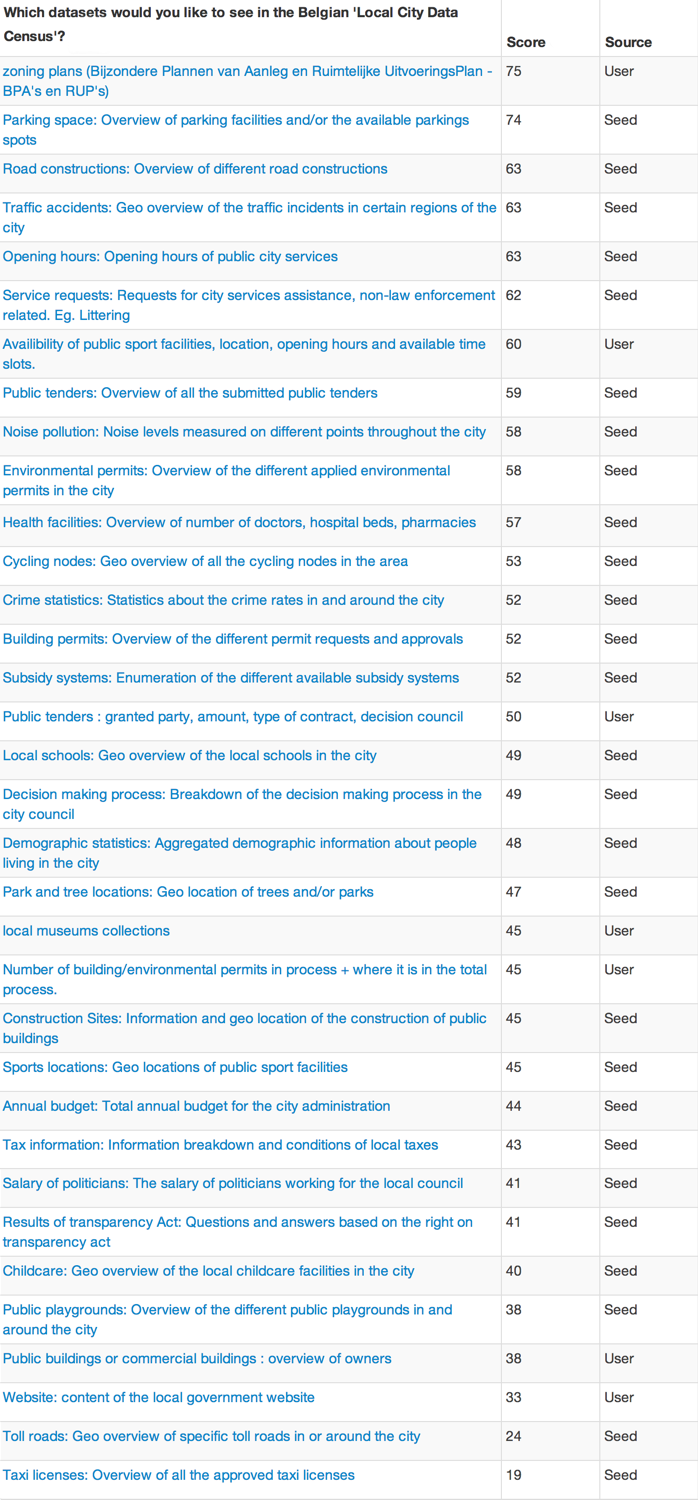 Which datasets would you like to see in the Belgian 'Local City Data
Census'? Score Source
zoning plans (Bijzondere Plannen van Aanleg en Ruimtelijke UitvoeringsPlan - 75 User
BPA's en RUP's)
Parking space: Overview of parking facilities and/or the available parkings 74 Seed
spots
Road constructions: Overview of different road constructions 63 Seed
Traffic accidents: Geo overview of the traffic incidents in certain regions of the 63 Seed
city
Opening hours: Opening hours of public city services 63 Seed
Service requests: Requests for city services assistance, non-law enforcement 62 Seed
related. Eg. Littering
Availibility of public sport facilities, location, opening hours and available time 60 User
slots.
Public tenders: Overview of all the submitted public tenders 59 Seed
Noise pollution: Noise levels measured on different points throughout the city 58 Seed
Environmental permits: Overview of the different applied environmental 58 Seed
permits in the city
Health facilities: Overview of number of doctors, hospital beds, pharmacies 57 Seed
Cycling nodes: Geo overview of all the cycling nodes in the area 53 Seed
Crime statistics: Statistics about the crime rates in and around the city 52 Seed
Building permits: Overview of the different permit requests and approvals 52 Seed
Subsidy systems: Enumeration of the different available subsidy systems 52 Seed
Public tenders : granted party, amount, type of contract, decision council 50 User
Local schools: Geo overview of the local schools in the city 49 Seed
Decision making process: Breakdown of the decision making process in the 49 Seed
city council
Demographic statistics: Aggregated demographic information about people 48 Seed
living in the city
Park and tree locations: Geo location of trees and/or parks 47 Seed
local museums collections 45 User
Number of building/environmental permits in process + where it is in the total 45 User
process.
Construction Sites: Information and geo location of the construction of public 45 Seed
buildings
Sports locations: Geo locations of public sport facilities 45 Seed
Annual budget: Total annual budget for the city administration 44 Seed
Tax information: Information breakdown and conditions of local taxes 43 Seed
Salary of politicians: The salary of politicians working for the local council 41 Seed
Results of transparency Act: Questions and answers based on the right on 41 Seed
transparency act
Childcare: Geo overview of the local childcare facilities in the city 40 Seed
Public playgrounds: Overview of the different public playgrounds in and 38 Seed
around the city
Public buildings or commercial buildings : overview of owners 38 User
Website: content of the local government website 33 User
Toll roads: Geo overview of specific toll roads in or around the city 24 Seed
Taxi licenses: Overview of all the approved taxi licenses 19 Seed